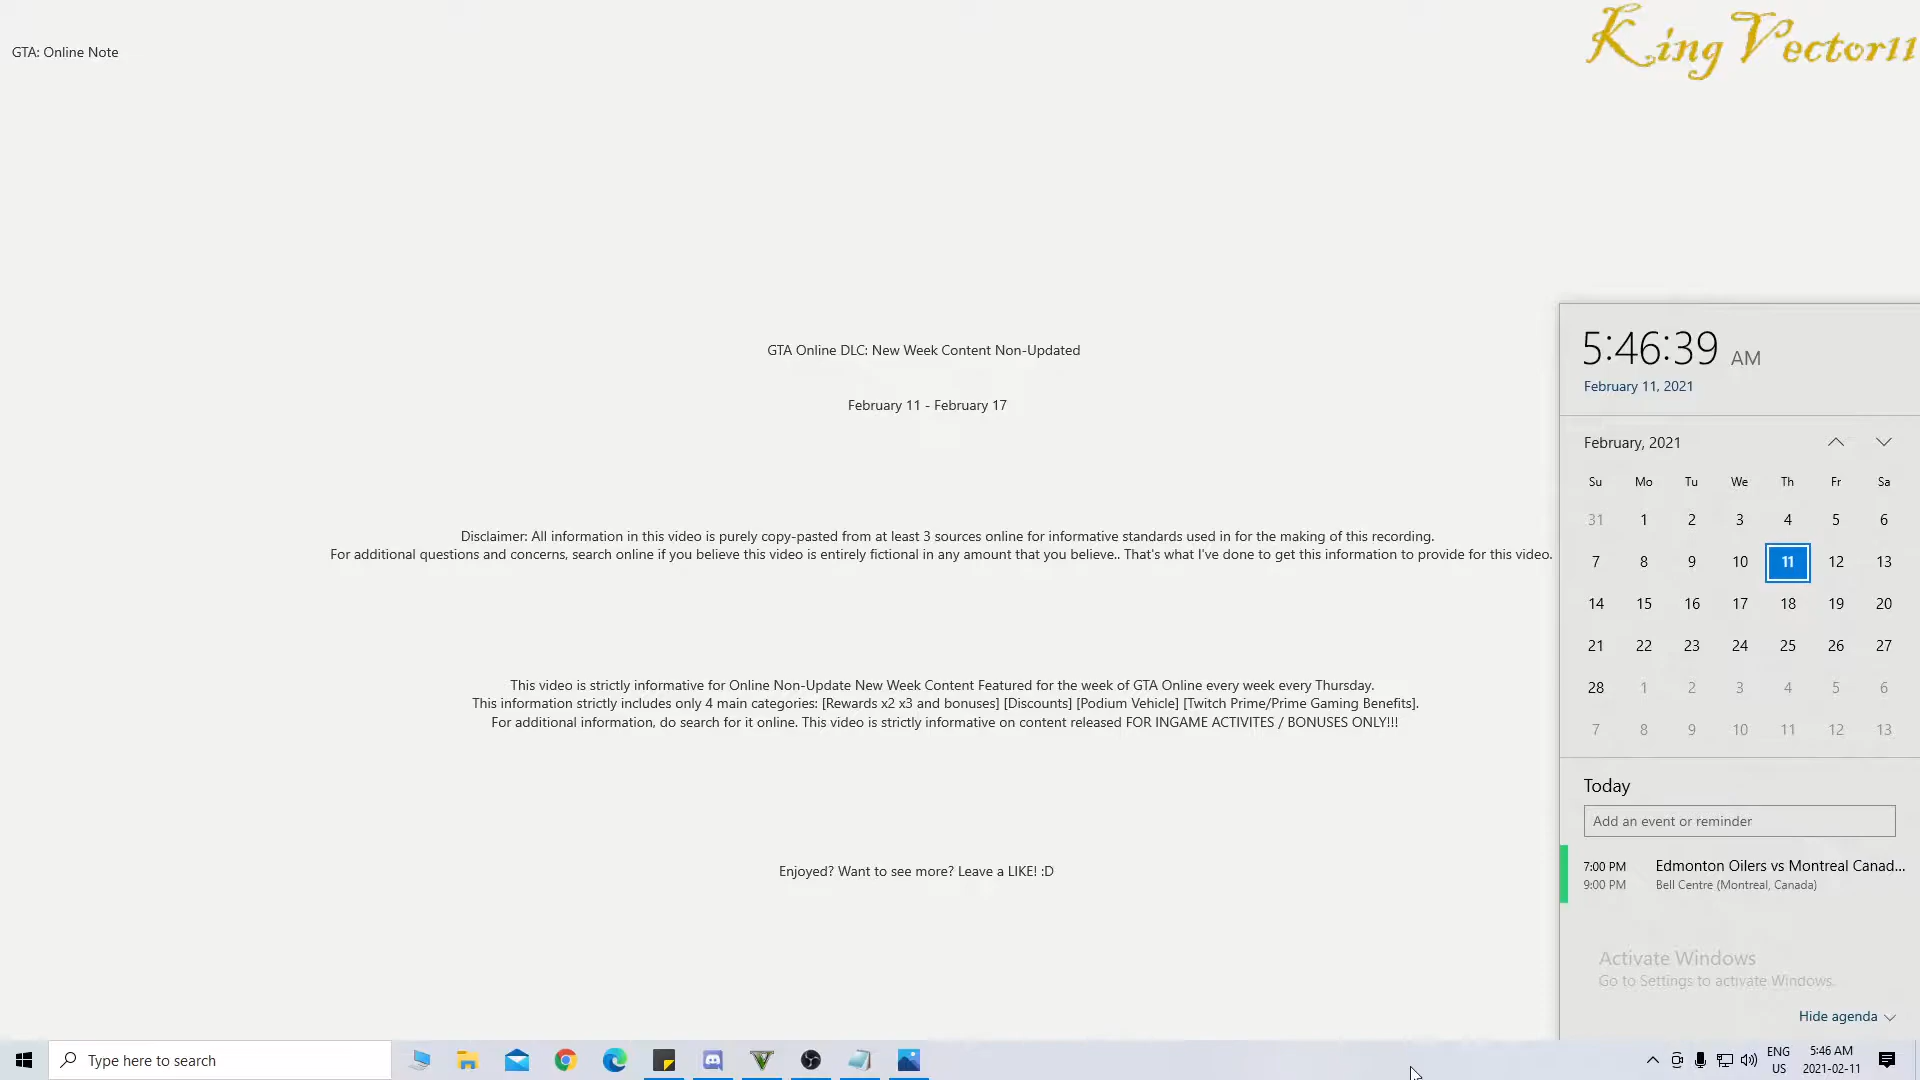 King Vector11
GTA: Online Note
GTA Online DLC: New Week Content Non-Updated
February 11 - February 17
Disclaimer: All information in this video is purely copy-pasted from at least 3 sources online for informative standards used in for the making of this recording.
For additional questions and concerns, search online if you believe this video is entirely fictional in any amount that you believe.. That's what I've done to get this information to provide for this video.
This video is strictly informative for Online Non-Update New Week Content Featured for the week of GTA Online every week every Thursday.
This information strictly includes only 4 main categories: [Rewards x2 x3 and bonuses] [Discounts] [Podium Vehicle] [Twitch Prime/Prime Gaming Benefits].
For additional information, do search for it online. This video is strictly informative on content released FOR INGAME ACTIVITES / BONUSES ONLY!!!
Enjoyed? Want to see more? Leave a LIKE! :D
5:46:39 AM
February 11, 2021
February, 2021
Su Mo Tu We Th Fr Sa
31 1 2 3 4 5 6
7 8 9 10 11 12 13
14 15 16 17 18 19 20
21 22 23 24 25 26 27
28 1 2 3 4 5 6
7 8 9 10 11 12 13
Today
Add an event or reminder
7:00 PM Edmonton Oilers vs Montreal Canad...
9:00 PM Bell Centre (Montreal, Canada)
Activate Windows
Go to Settings to activate Windows.
Hide agenda
Type here to search
ENG
US
5:46 AM
2021-02-11